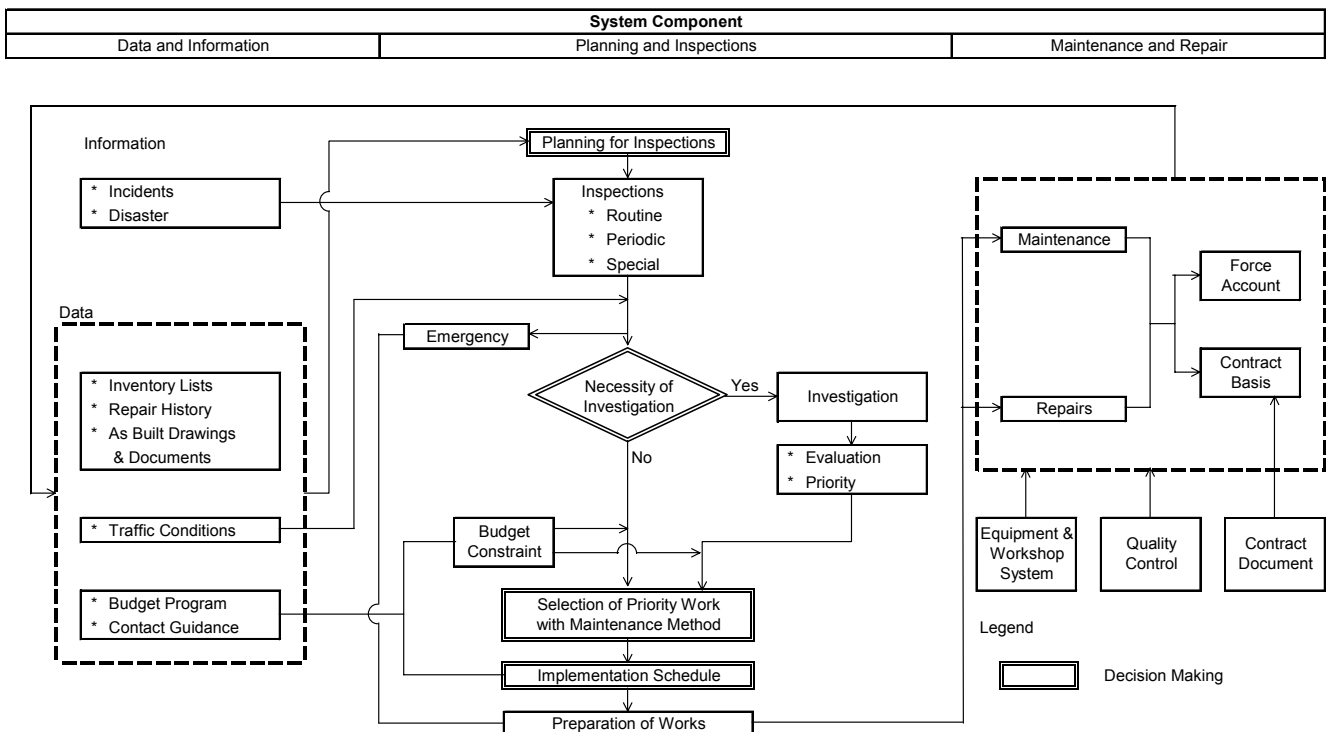 System Component
Data and Information
Planning and Inspections
Maintenance and Repair
Information
* Incidents
* Disaster
Data
* Inventory Lists
* Repair History
* As Built Drawings
& Documents
* Traffic Conditions
* Budget Program
* Contact Guidance
Planning for Inspections
Inspections
* Routine
* Periodic
* Special
Emergency
Necessity of
Investigation
Yes
No
Investigation
* Evaluation
* Priority
Budget
Constraint
Selection of Priority Work
with Maintenance Method
Implementation Schedule
Preparation of Works
Maintenance
Repairs
Force
Account
Contract
Basis
Equipment &
Workshop
System
Quality
Control
Contract
Document
Legend
Decision Making